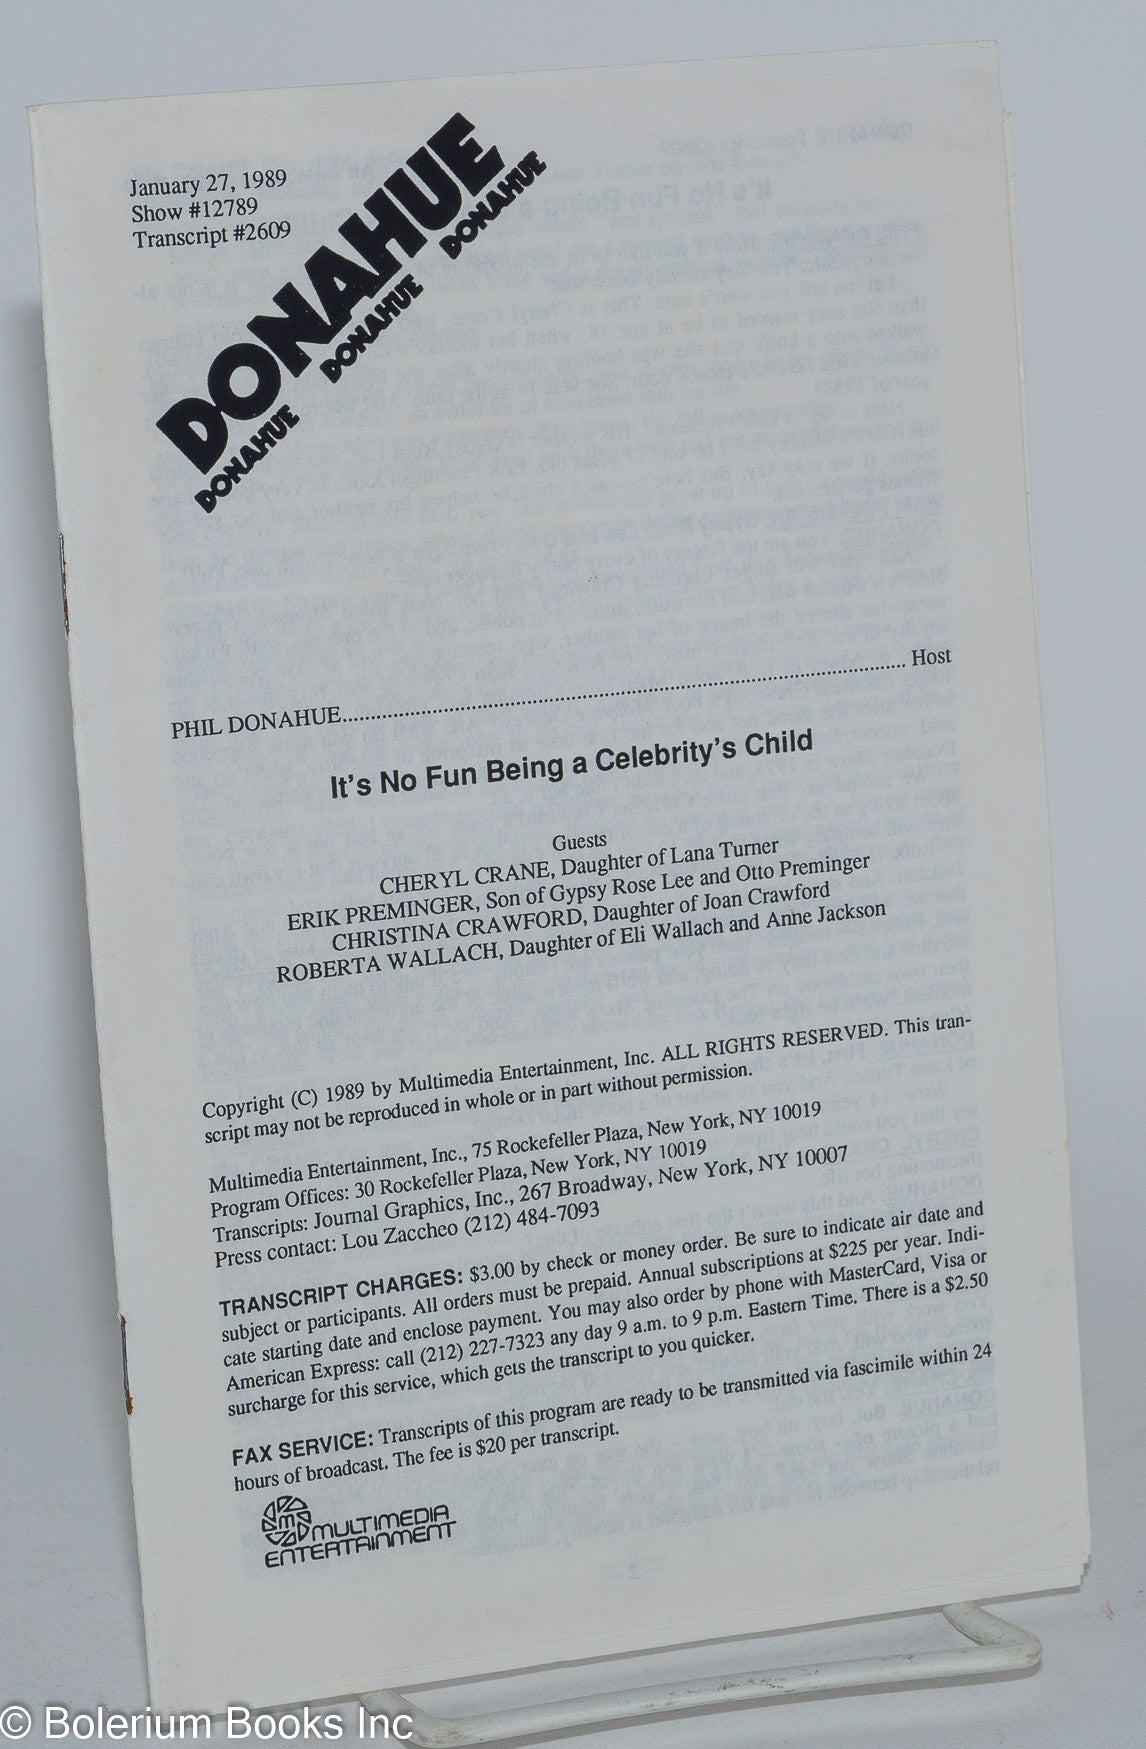 January 27, 1989
Show #12789
Transcript #2609
DONAHUE
DONAHUE
DONAHUE
DONAHUE
PHIL DONAHUE.................................................................................................... Host
It's No Fun Being a Celebrity's Child
Guests
CHERYL CRANE, Daughter of Lana Turner
ERIK PREMINGER, Son of Gypsy Rose Lee and Otto Preminger
CHRISTINA CRAWFORD, Daughter of Joan Crawford
ROBERTA WALLACH, Daughter of Eli Wallach and Anne Jackson
Copyright (C) 1989 by Multimedia Entertainment, Inc. ALL RIGHTS RESERVED. This tran-
script may not be reproduced in whole or in part without permission.
Multimedia Entertainment, Inc., 75 Rockefeller Plaza, New York, NY 10019
Program Offices: 30 Rockefeller Plaza, New York, NY 10019
Transcripts: Journal Graphics, Inc., 267 Broadway, New York, NY 10007
Press contact: Lou Zaccheo (212) 484-7093
TRANSCRIPT CHARGES: $3.00 by check or money order. Be sure to indicate air date and
subject or participants. All orders must be prepaid. Annual subscriptions at $225 per year. Indi-
cate starting date and enclose payment. You may also order by phone with MasterCard, Visa or
American Express: call (212) 227-7323 any day 9 a.m. to 9 p.m. Eastern Time. There is a $2.50
surcharge for this service, which gets the transcript to you quicker.
FAX SERVICE: Transcripts of this program are ready to be transmitted via fascimile within 24
hours of broadcast. The fee is $20 per transcript.
MULTIMEDIA
ENTERTAINMENT
© Bolerium Books Inc